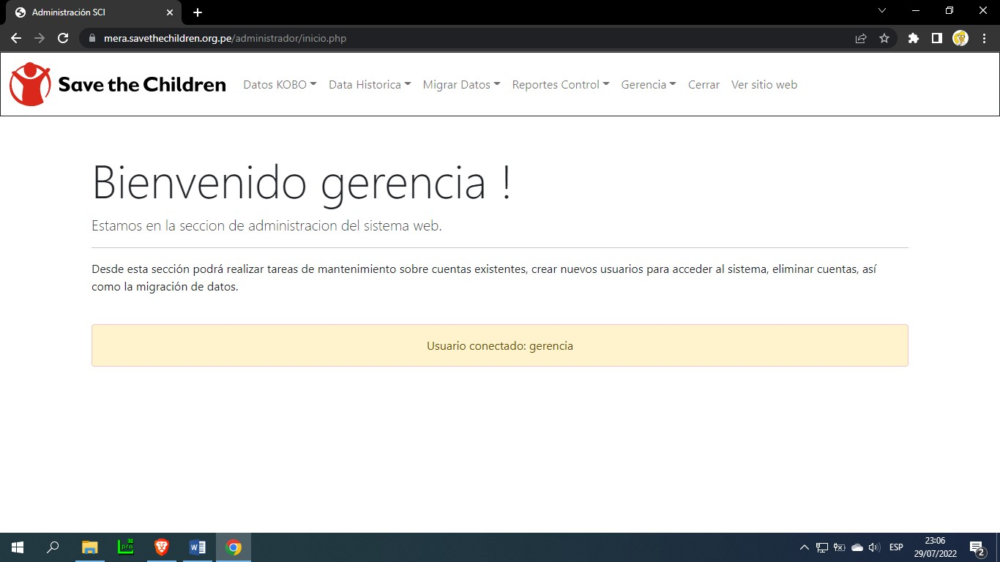 Administración SCI
mera.savethechildren.org.pe/administrador/inicio.php
Save the Children
Datos KOBO Data Historica Migrar Datos Reportes Control Gerencia Cerrar Ver sitio web
Bienvenido gerencia !
Estamos en la seccion de administracion del sistema web.
Desde esta sección podrá realizar tareas de mantenimiento sobre cuentas existentes, crear nuevos usuarios para acceder al sistema, eliminar cuentas, así
como la migración de datos.
Usuario conectado: gerencia
32
pro
W
ESP
23:06
29/07/2022
2